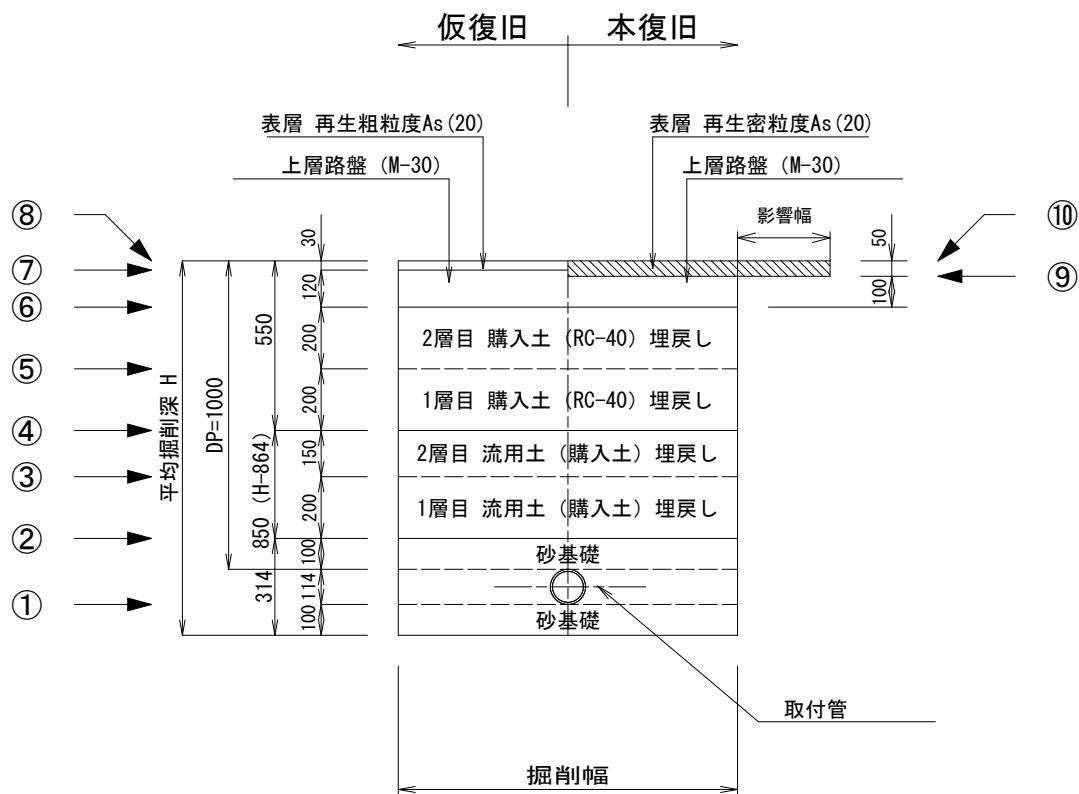 仮復旧 本復旧
表層 再生粗粒度As(20) 表層 再生密粒度As(20)
上層路盤 (M-30) 上層路盤 (M-30)
影響幅
⑧ ⑩
30 50
⑦ ⑨
120 100
⑥
550
200 2層目 購入土 (RC-40) 埋戻し
⑤
平均掘削深 H
DP=1000
200 1層目 購入土 (RC-40) 埋戻し
④
150 2層目 流用土 (購入土) 埋戻し
③
850 (H-864)
200 1層目 流用土 (購入土) 埋戻し
②
100 砂基礎
314
114
①
100 砂基礎
取付管
掘削幅